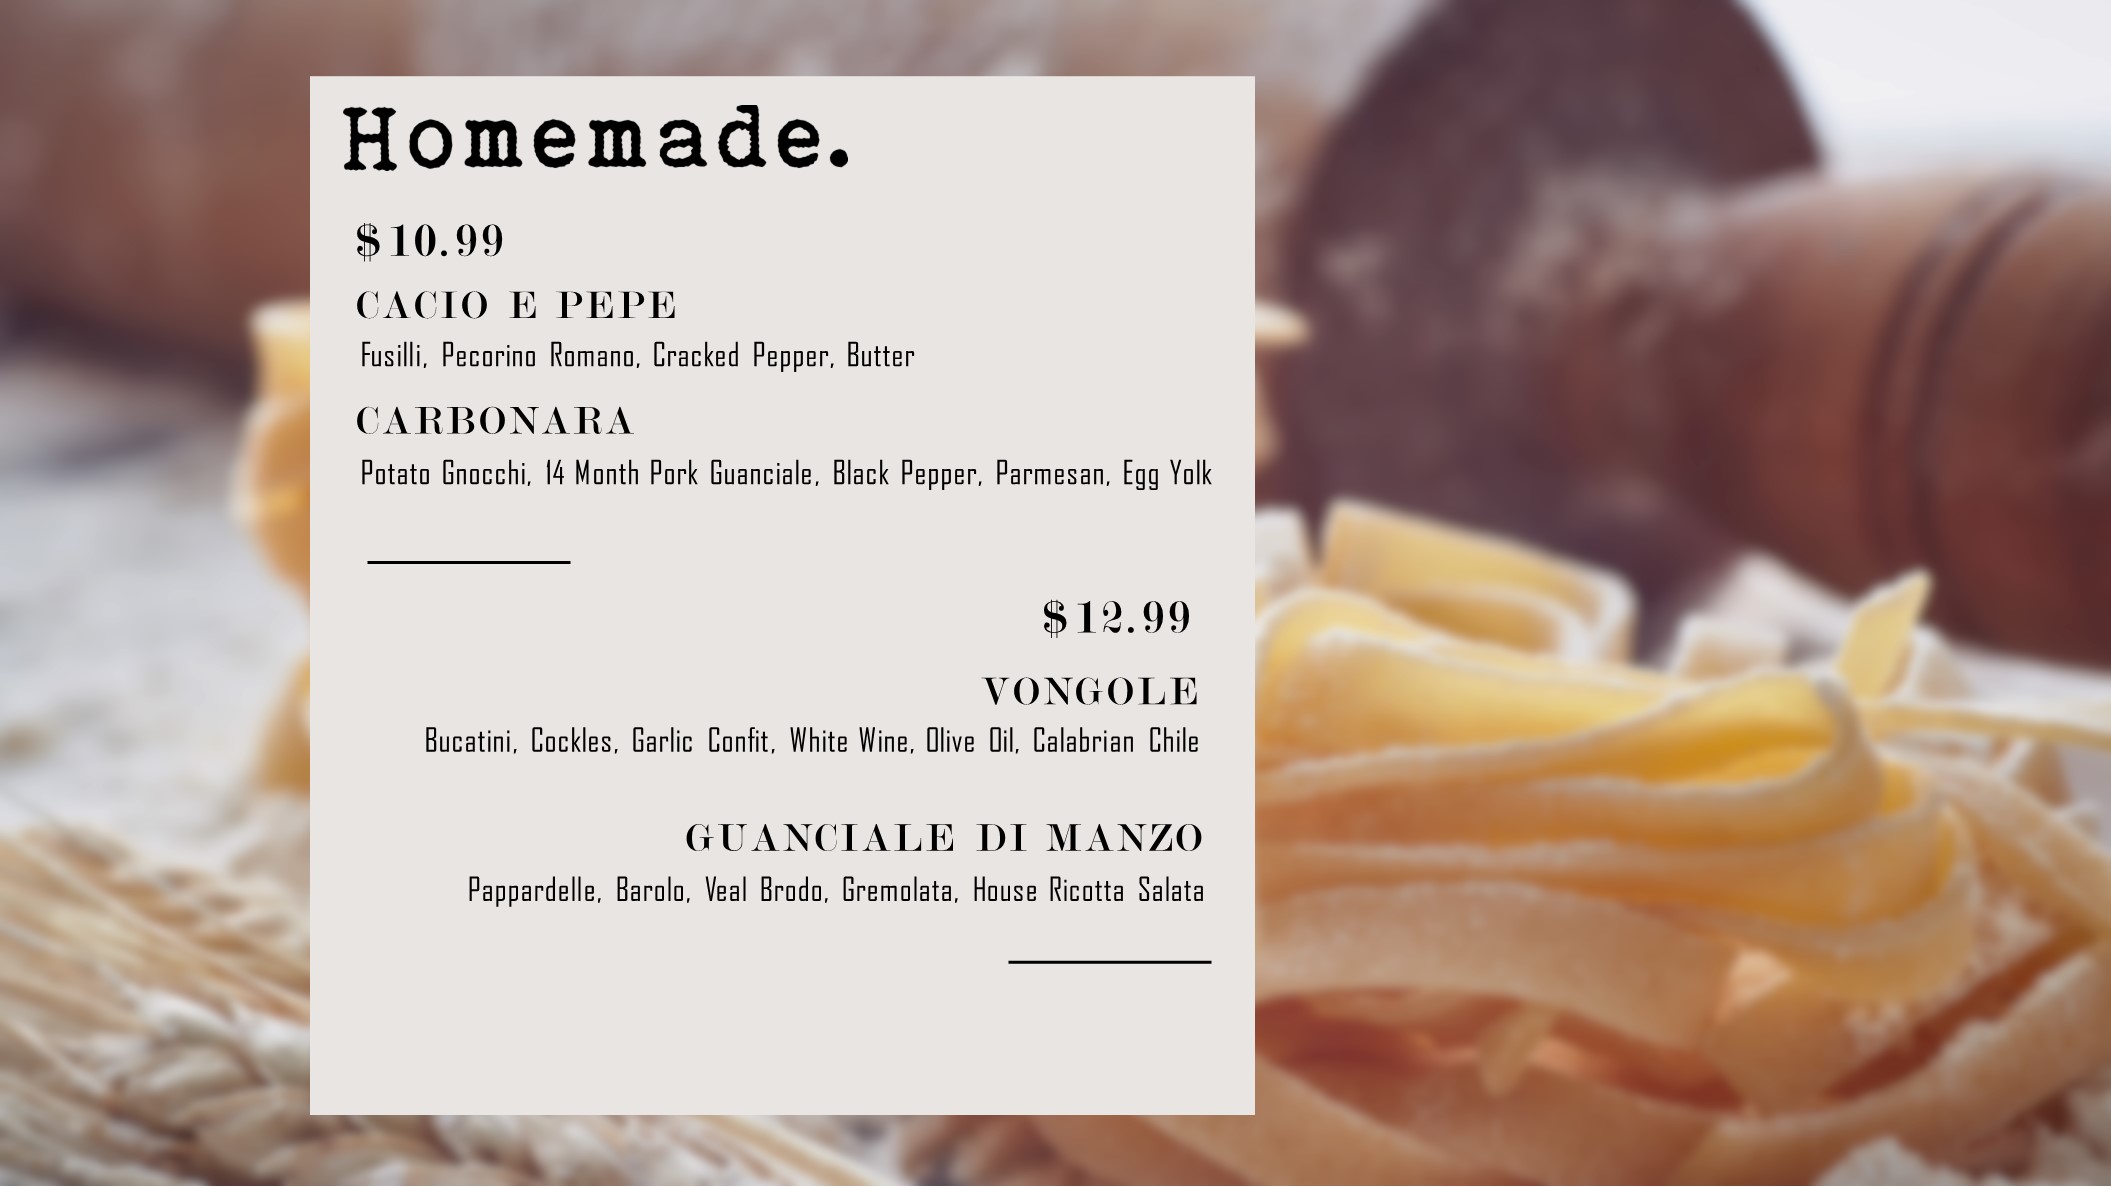 Homemade.
$10.99
CACIO E PEPE
Fusilli, Pecorino Romano, Cracked Pepper, Butter
CARBONARA
Potato Gnocchi, 14 Month Pork Guanciale, Black Pepper, Parmesan, Egg Yolk
$12.99
VONGOLE
Bucatini, Cockles, Garlic Confit, White Wine, Olive Oil, Calabrian Chile
GUANCIALE DI MANZO
Pappardelle, Barolo, Veal Brodo, Gremolata, House Ricotta Salata